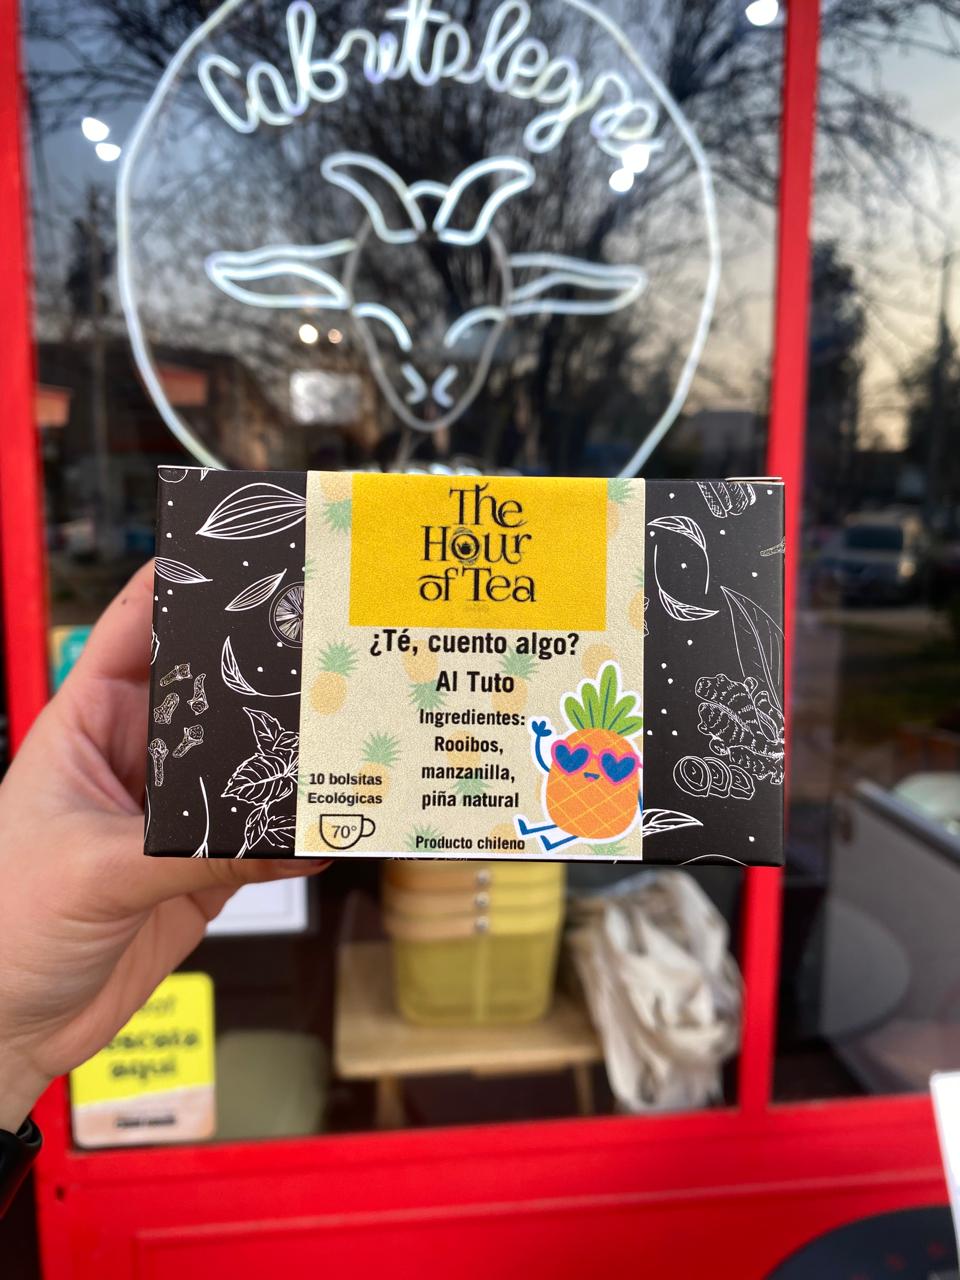 cabritalegre
The
Hour
of Tea
¿Té, cuento algo?
Al Tuto
Ingredientes:
Rooibos,
manzanilla,
piña natural
10 bolsitas
Ecológicas
70°
Producto chileno
aquí